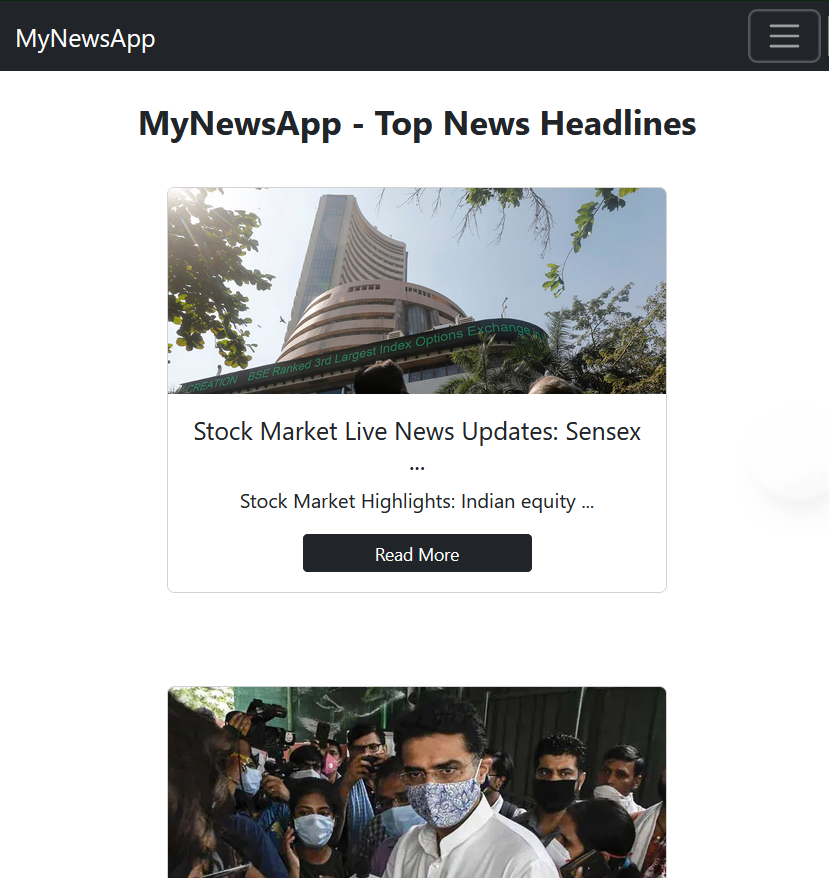 MyNewsApp
MyNewsApp - Top News Headlines
CREATION BSE Ranked 3rd Largest Index Options Exchange in
Stock Market Live News Updates: Sensex
...
Stock Market Highlights: Indian equity ...
Read More